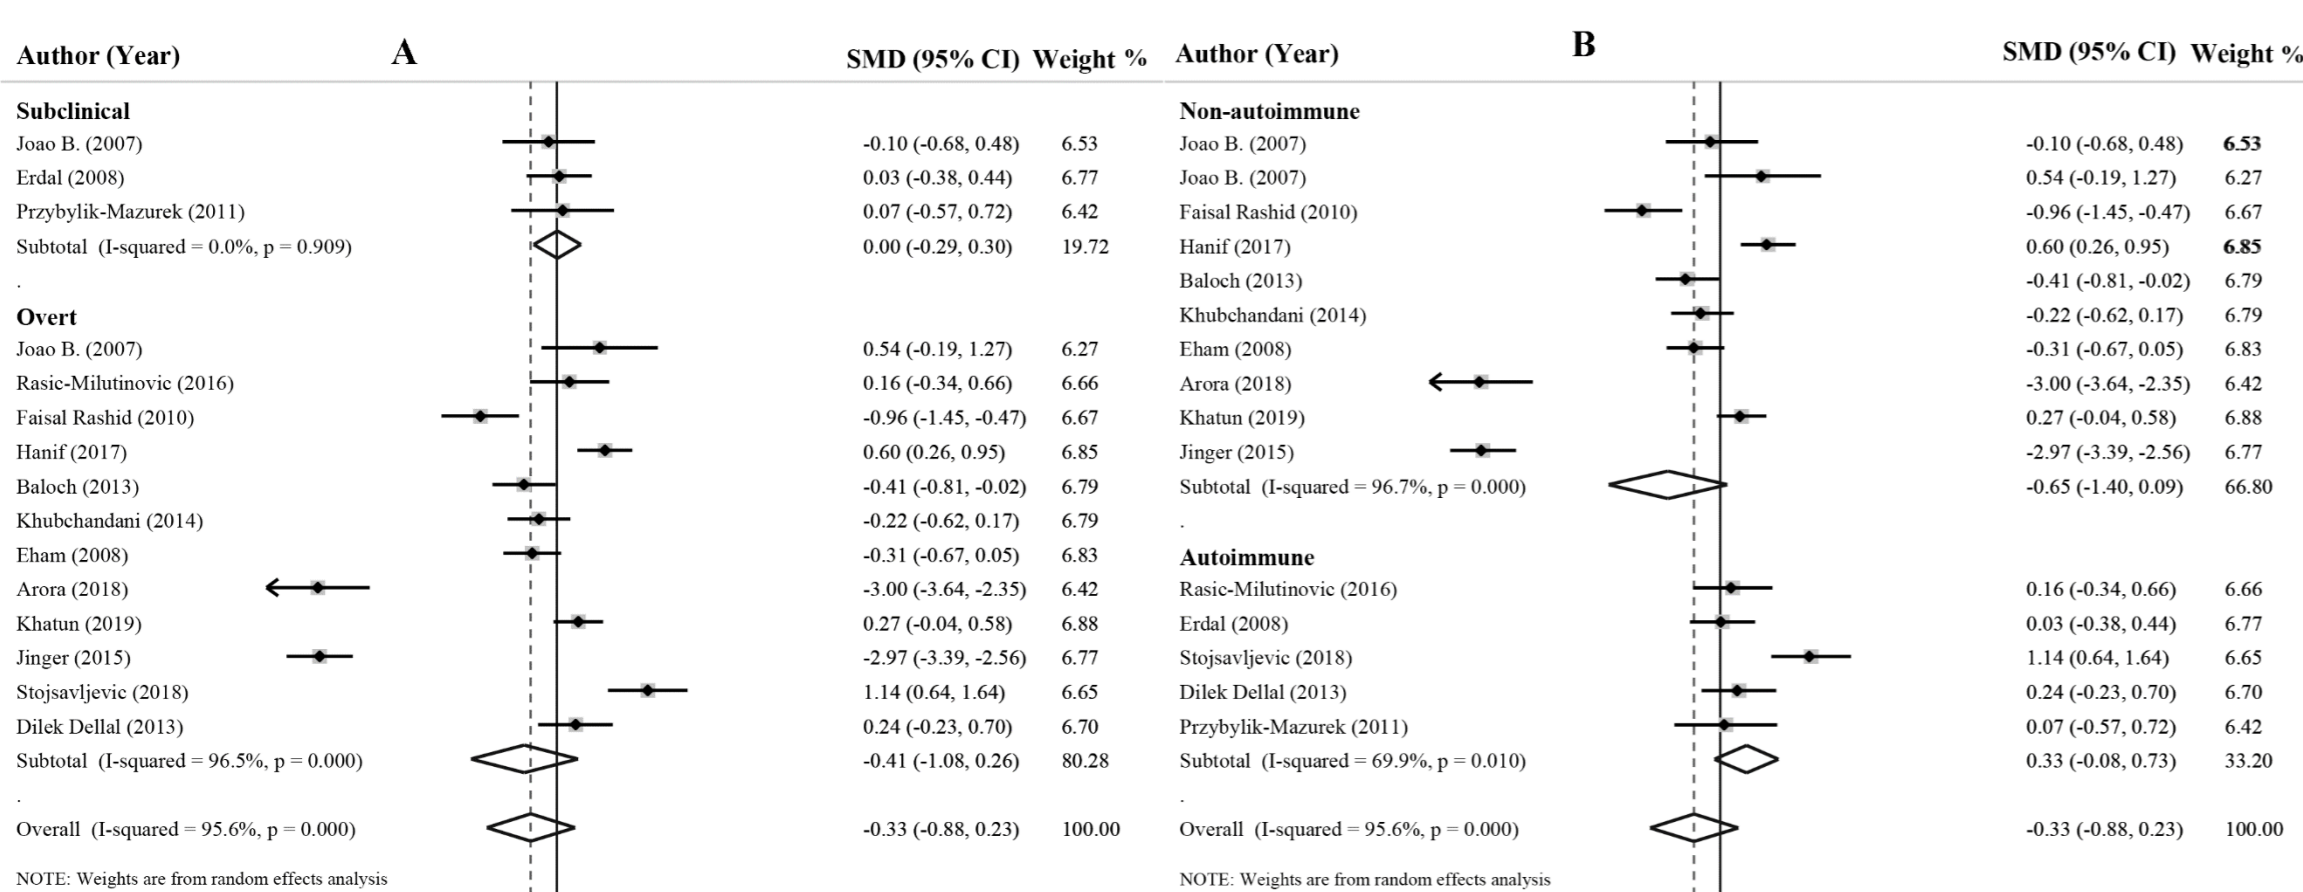 A
Author (Year) SMD (95% CI) Weight %
Subclinical
Joao B. (2007) -0.10 (-0.68, 0.48) 6.53
Erdal (2008) 0.03 (-0.38, 0.44) 6.77
Przybylik-Mazurek (2011) 0.07 (-0.57, 0.72) 6.42
Subtotal (I-squared = 0.0%, p = 0.909) 0.00 (-0.29, 0.30) 19.72
.
Overt
Joao B. (2007) 0.54 (-0.19, 1.27) 6.27
Rasic-Milutinovic (2016) 0.16 (-0.34, 0.66) 6.66
Faisal Rashid (2010) -0.96 (-1.45, -0.47) 6.67
Hanif (2017) 0.60 (0.26, 0.95) 6.85
Baloch (2013) -0.41 (-0.81, -0.02) 6.79
Khubchandani (2014) -0.22 (-0.62, 0.17) 6.79
Eham (2008) -0.31 (-0.67, 0.05) 6.83
Arora (2018) -3.00 (-3.64, -2.35) 6.42
Khatun (2019) 0.27 (-0.04, 0.58) 6.88
Jinger (2015) -2.97 (-3.39, -2.56) 6.77
Stojsavljevic (2018) 1.14 (0.64, 1.64) 6.65
Dilek Dellal (2013) 0.24 (-0.23, 0.70) 6.70
Subtotal (I-squared = 96.5%, p = 0.000) -0.41 (-1.08, 0.26) 80.28
.
Overall (I-squared = 95.6%, p = 0.000) -0.33 (-0.88, 0.23) 100.00
NOTE: Weights are from random effects analysis
B
Author (Year) SMD (95% CI) Weight %
Non-autoimmune
Joao B. (2007) -0.10 (-0.68, 0.48) 6.53
Joao B. (2007) 0.54 (-0.19, 1.27) 6.27
Faisal Rashid (2010) -0.96 (-1.45, -0.47) 6.67
Hanif (2017) 0.60 (0.26, 0.95) 6.85
Baloch (2013) -0.41 (-0.81, -0.02) 6.79
Khubchandani (2014) -0.22 (-0.62, 0.17) 6.79
Eham (2008) -0.31 (-0.67, 0.05) 6.83
Arora (2018) -3.00 (-3.64, -2.35) 6.42
Khatun (2019) 0.27 (-0.04, 0.58) 6.88
Jinger (2015) -2.97 (-3.39, -2.56) 6.77
Subtotal (I-squared = 96.7%, p = 0.000) -0.65 (-1.40, 0.09) 66.80
.
Autoimmune
Rasic-Milutinovic (2016) 0.16 (-0.34, 0.66) 6.66
Erdal (2008) 0.03 (-0.38, 0.44) 6.77
Stojsavljevic (2018) 1.14 (0.64, 1.64) 6.65
Dilek Dellal (2013) 0.24 (-0.23, 0.70) 6.70
Przybylik-Mazurek (2011) 0.07 (-0.57, 0.72) 6.42
Subtotal (I-squared = 69.9%, p = 0.010) 0.33 (-0.08, 0.73) 33.20
.
Overall (I-squared = 95.6%, p = 0.000) -0.33 (-0.88, 0.23) 100.00
NOTE: Weights are from random effects analysis